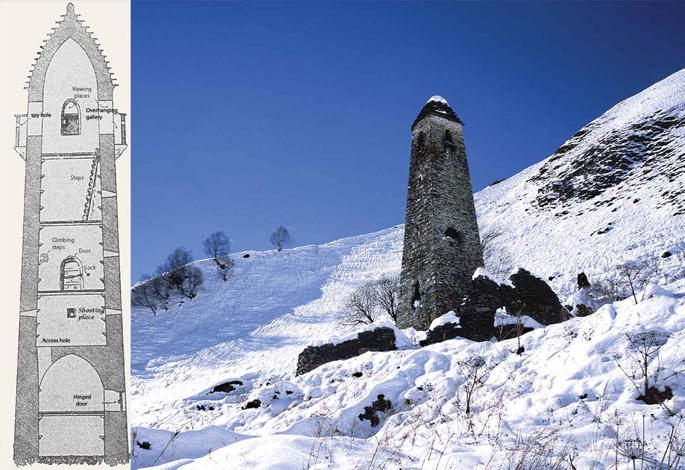 Viewing
places
spy hole
Overhanging
gallery
Steps
Climbing
steps
Door
Lock
Shooting
place
Access hole
Hinged
door